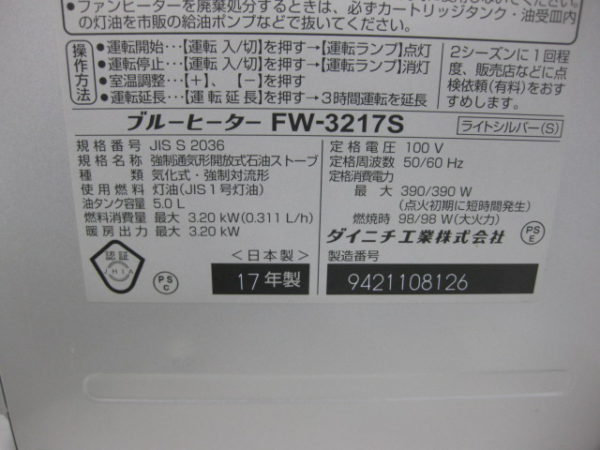 ●ファンヒーターを廃棄処分するときは、必ずカートリッジタンク・油受皿内
の灯油を市販の給油ポンプなどで抜いてください。
操作方法
●運転開始…【運転 入/切】を押す→【運転ランプ】点灯
●運転停止…【運転 入/切】を押す→【運転ランプ】消灯
●室温調整…【+】、【-】を押す
●運転延長…【運転延長】を押す→3時間運転を延長
2シーズンに1回程
度、販売店などに点
検依頼(有料)をおす
すめします。
ブルーヒーター FW-3217S
ライトシルバー(S)
規格番号 JIS S 2036
規格名称 強制通気形開放式石油ストーブ
種類 気化式・強制対流形
使用燃料 灯油(JIS1号灯油)
油タンク容量 5.0 L
燃料消費量 最大 3.20 kW(0.311 L/h)
暖房出力 最大 3.20 kW
<日本製>
認証
JHIA
PS
C
17年製
定格電圧 100 V
定格周波数 50/60 Hz
定格消費電力
最大 390/390 W
(点火初期に短時間発生)
燃焼時 98/98 W(大火力)
ダイニチ工業株式会社
PS
E
製造番号
9421108126